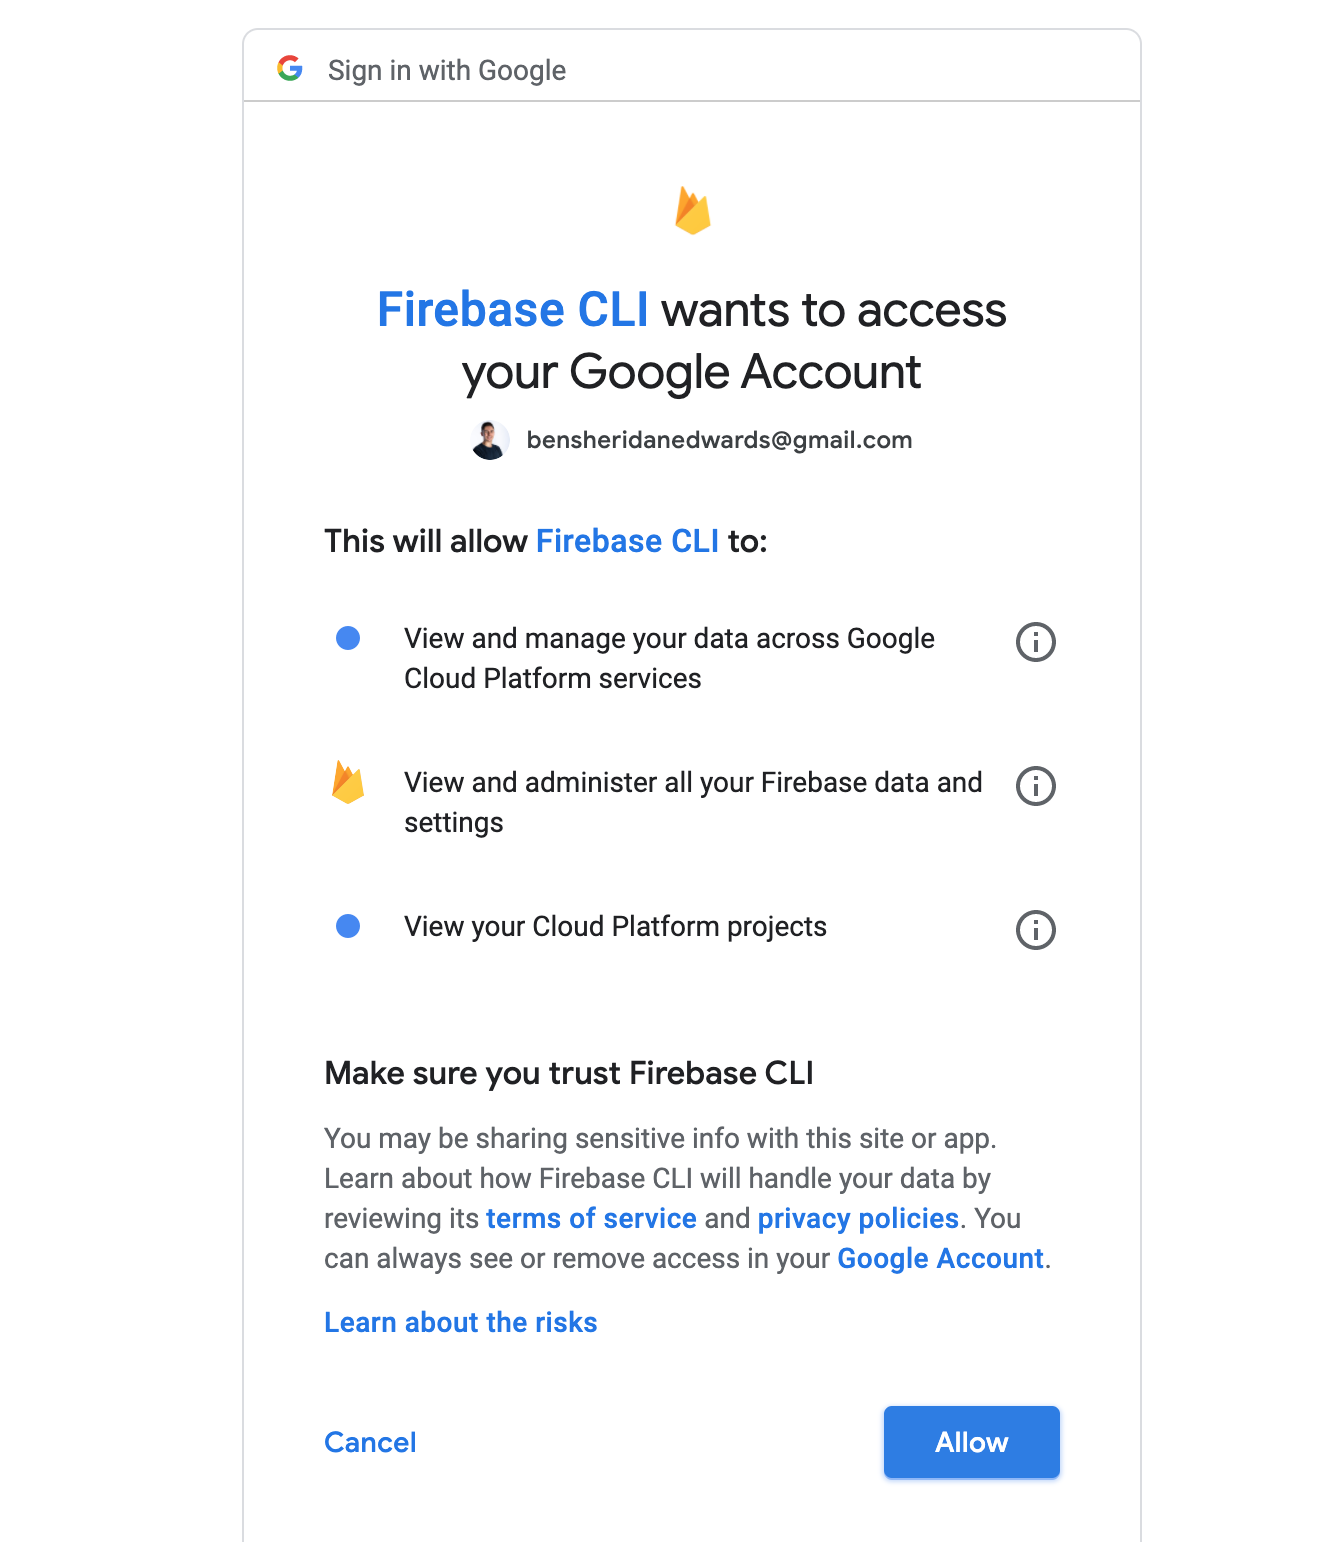 Sign in with Google
Firebase CLI wants to access
your Google Account
bensheridanedwards@gmail.com
This will allow Firebase CLI to:
View and manage your data across Google
Cloud Platform services
View and administer all your Firebase data and
settings
View your Cloud Platform projects
Make sure you trust Firebase CLI
You may be sharing sensitive info with this site or app.
Learn about how Firebase CLI will handle your data by
reviewing its terms of service and privacy policies. You
can always see or remove access in your Google Account.
Learn about the risks
Cancel
Allow